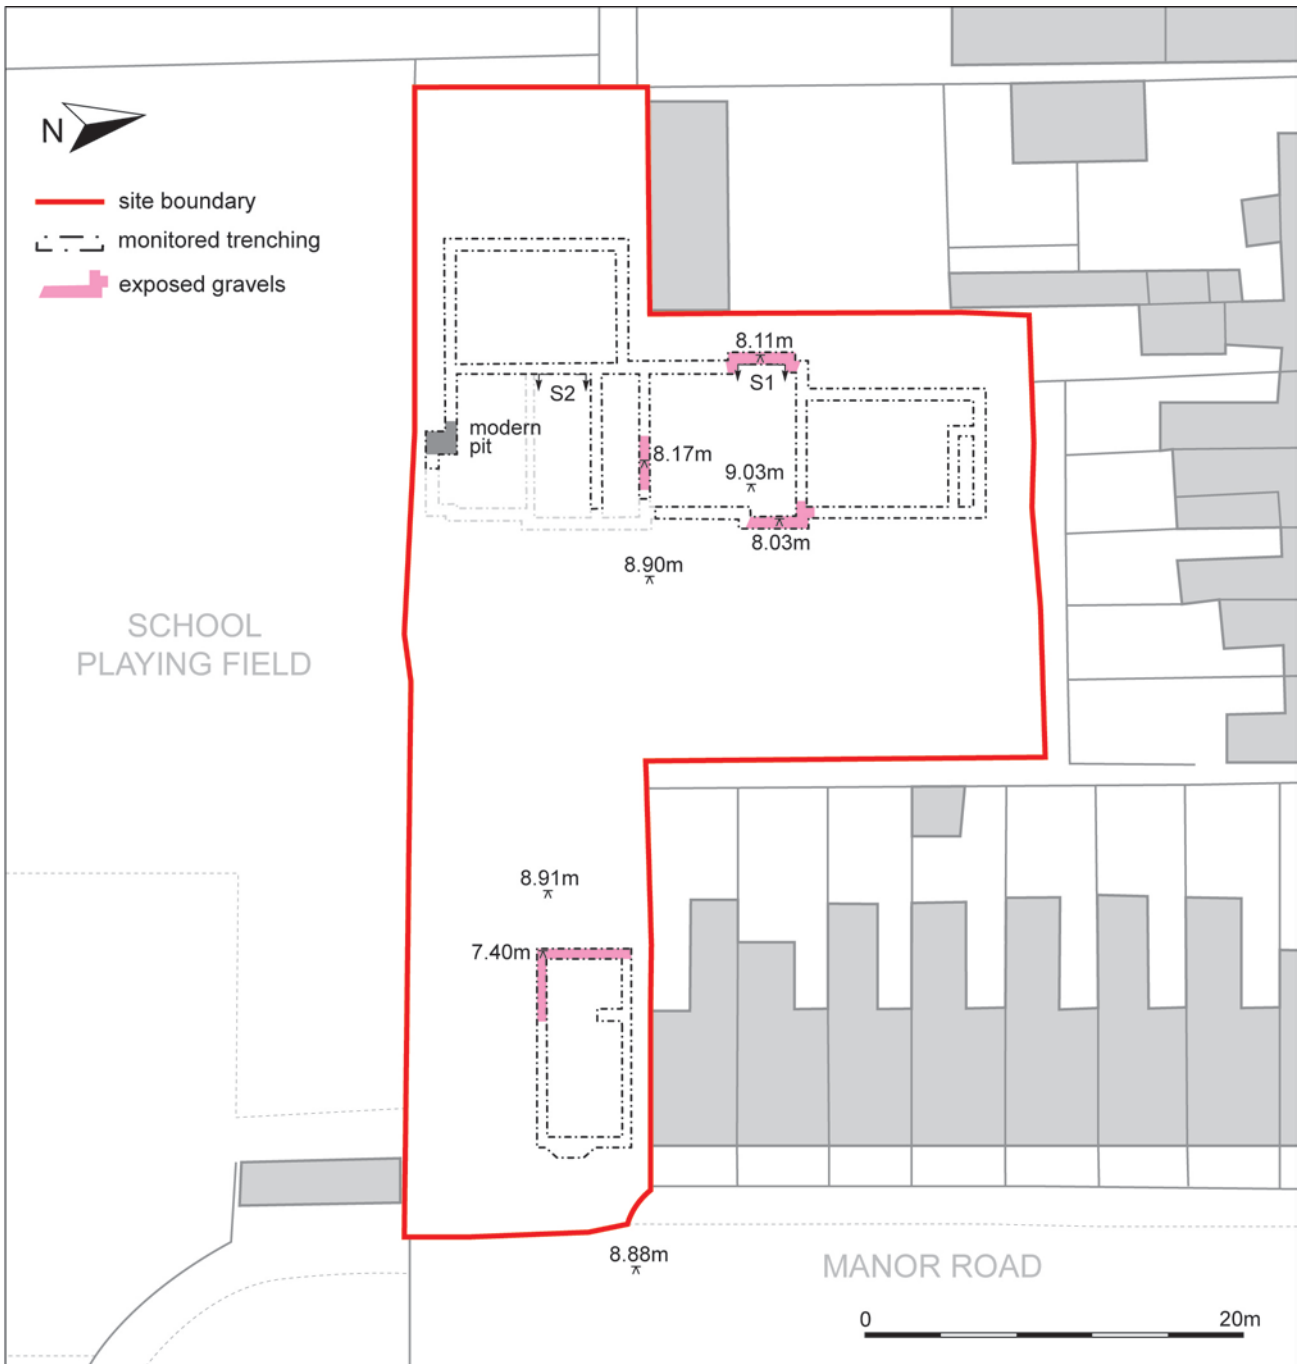 N
site boundary
monitored trenching
exposed gravels
8.11m
S1
S2
modern
pit
8.17m
9.03m
8.03m
8.90m
SCHOOL
PLAYING FIELD
8.91m
7.40m
8.88m
MANOR ROAD
0 20m